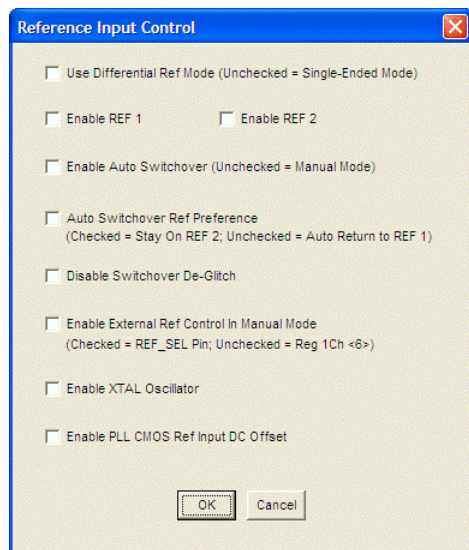 Reference Input Control
Use Differential Ref Mode (Unchecked = Single-Ended Mode)
Enable REF 1
Enable REF 2
Enable Auto Switchover (Unchecked = Manual Mode)
Auto Switchover Ref Preference
(Checked = Stay On REF 2; Unchecked = Auto Return to REF 1)
Disable Switchover De-Glitch
Enable External Ref Control In Manual Mode
(Checked = REF_SEL Pin; Unchecked = Reg 1Ch <6>)
Enable XTAL Oscillator
Enable PLL CMOS Ref Input DC Offset
OK
Cancel